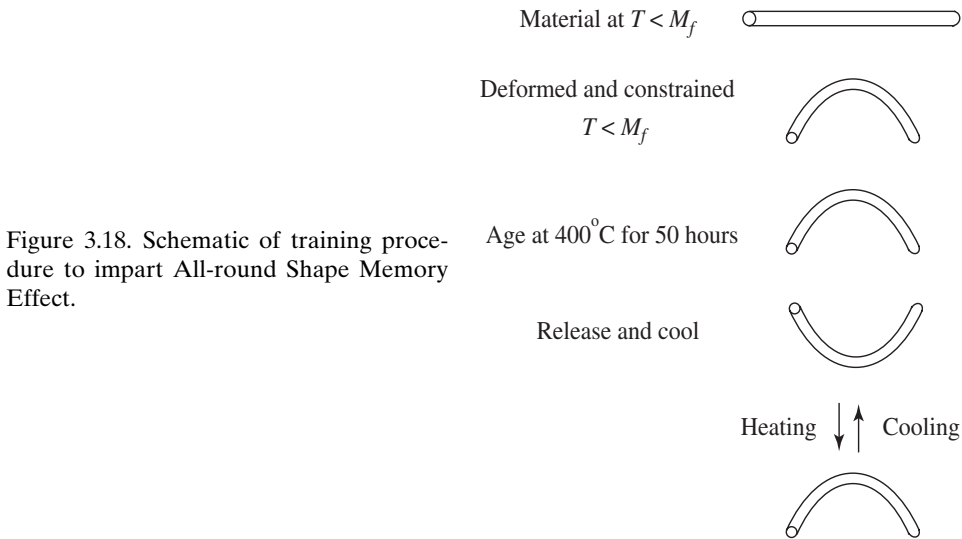 Material at T < M_f
Deformed and constrained
T < M_f
Age at 400°C for 50 hours
Figure 3.18. Schematic of training proce-
dure to impart All-round Shape Memory
Effect.
Release and cool
Heating Cooling